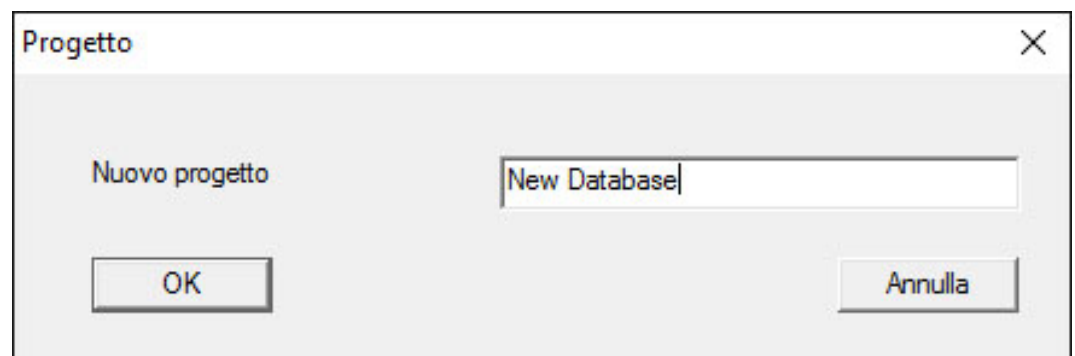 Progetto
Nuovo progetto
New Database
OK
Annulla